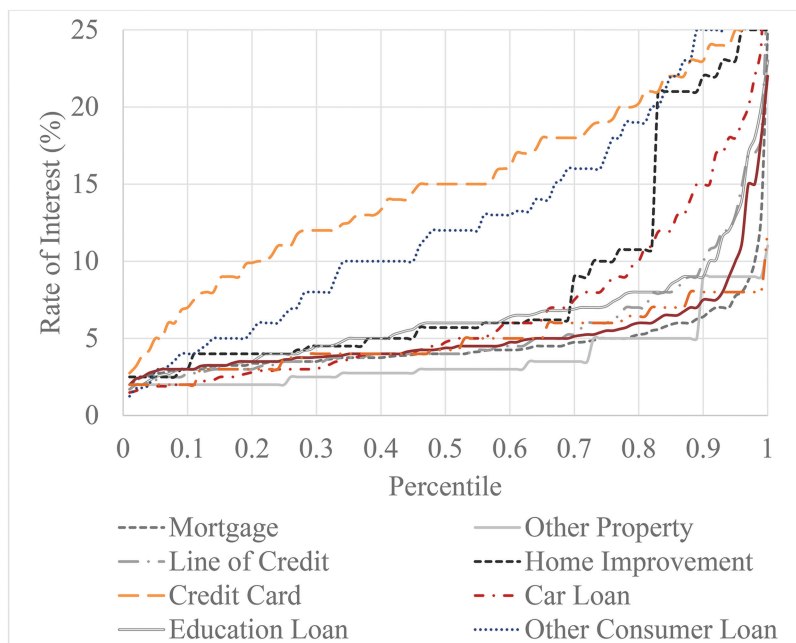 25
20
15
10
5
0
Rate of Interest (%)
0 0.1 0.2 0.3 0.4 0.5 0.6 0.7 0.8 0.9 1
Percentile
Mortgage Other Property
Line of Credit Home Improvement
Credit Card Car Loan
Education Loan Other Consumer Loan